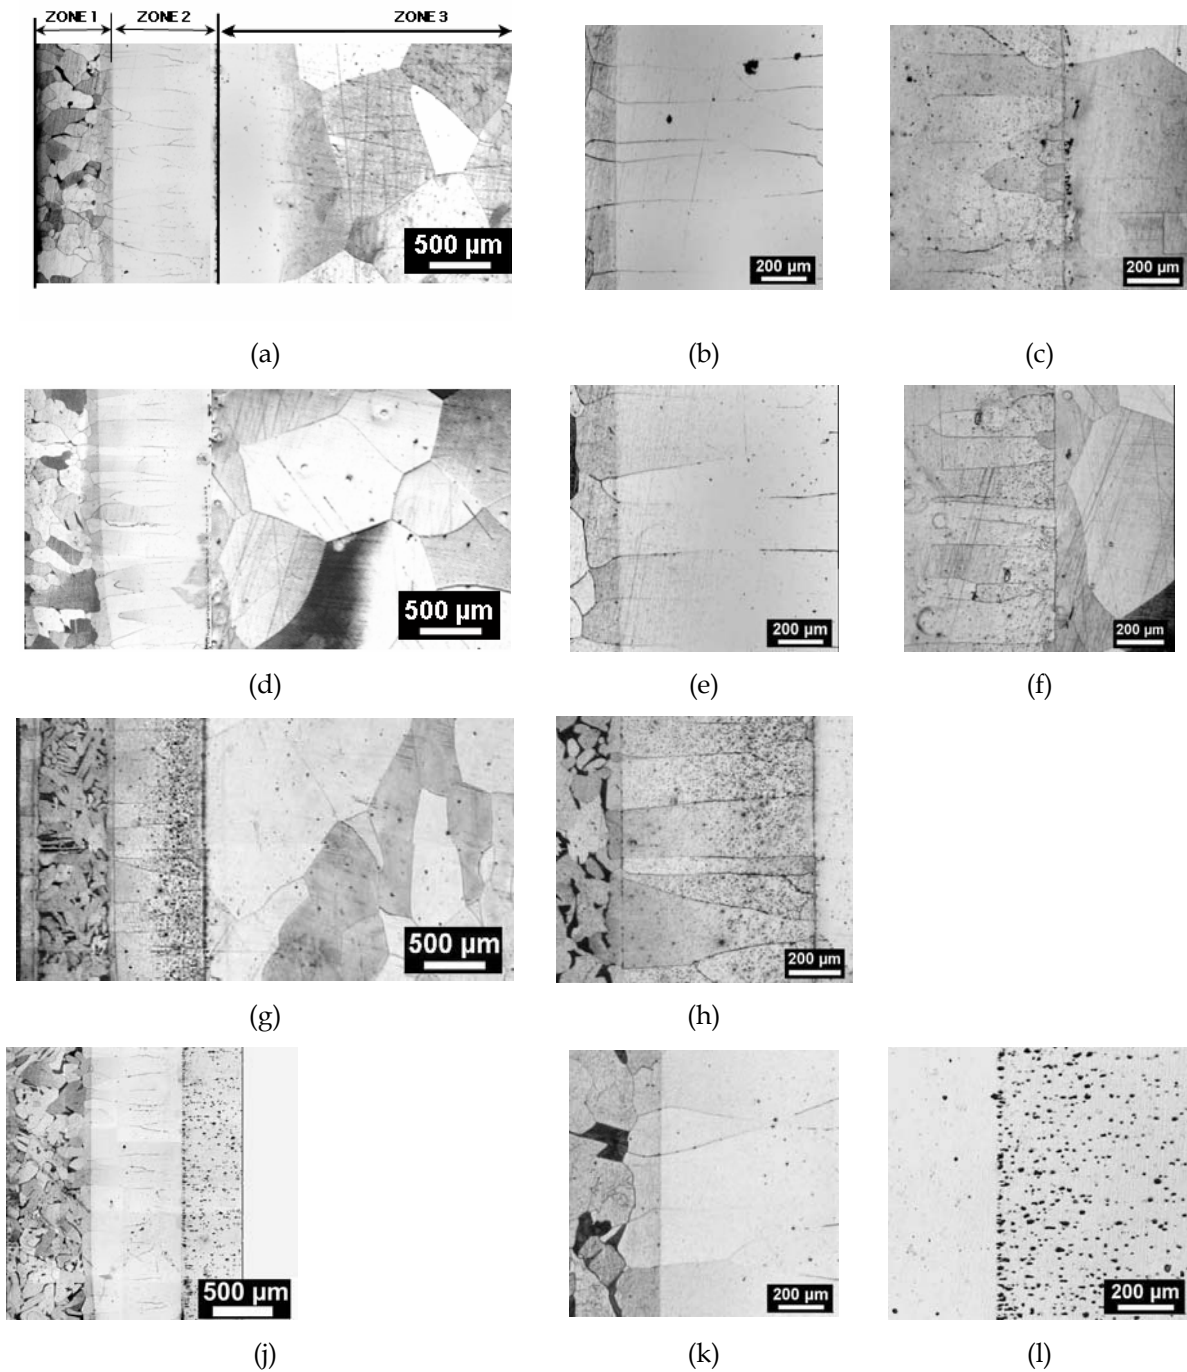 ZONE 1 ZONE 2 ZONE 3
500 µm 200 µm 200 µm
(a) (b) (c)
500 µm 200 µm 200 µm
(d) (e) (f)
500 µm 200 µm
(g) (h)
500 µm 200 µm 200 µm
(j) (k) (l)